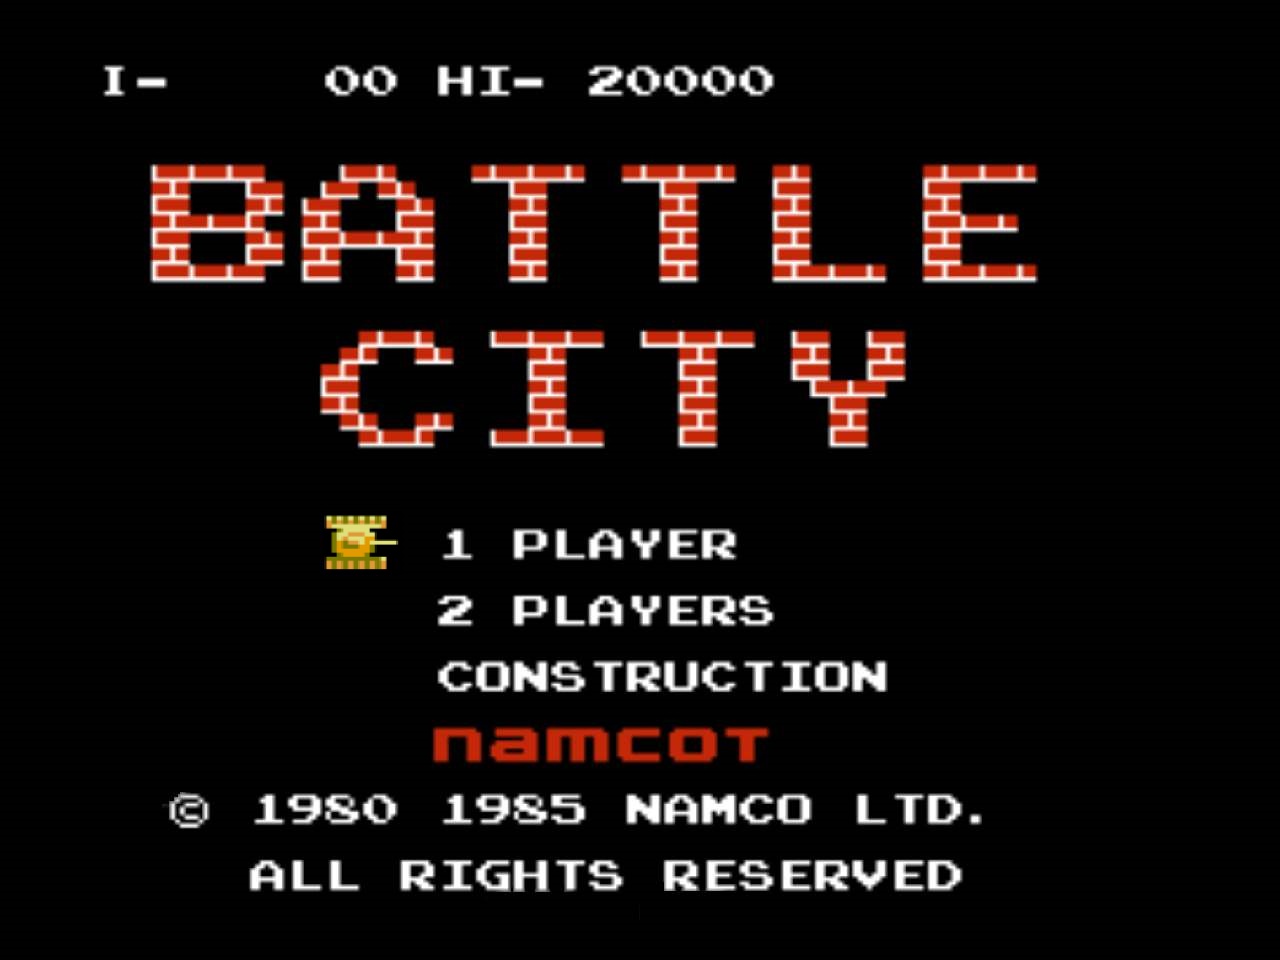 I- 00 HI- 20000
BATTLE
CITY
1 PLAYER
2 PLAYERS
CONSTRUCTION
namcot
© 1980 1985 NAMCO LTD.
ALL RIGHTS RESERVED